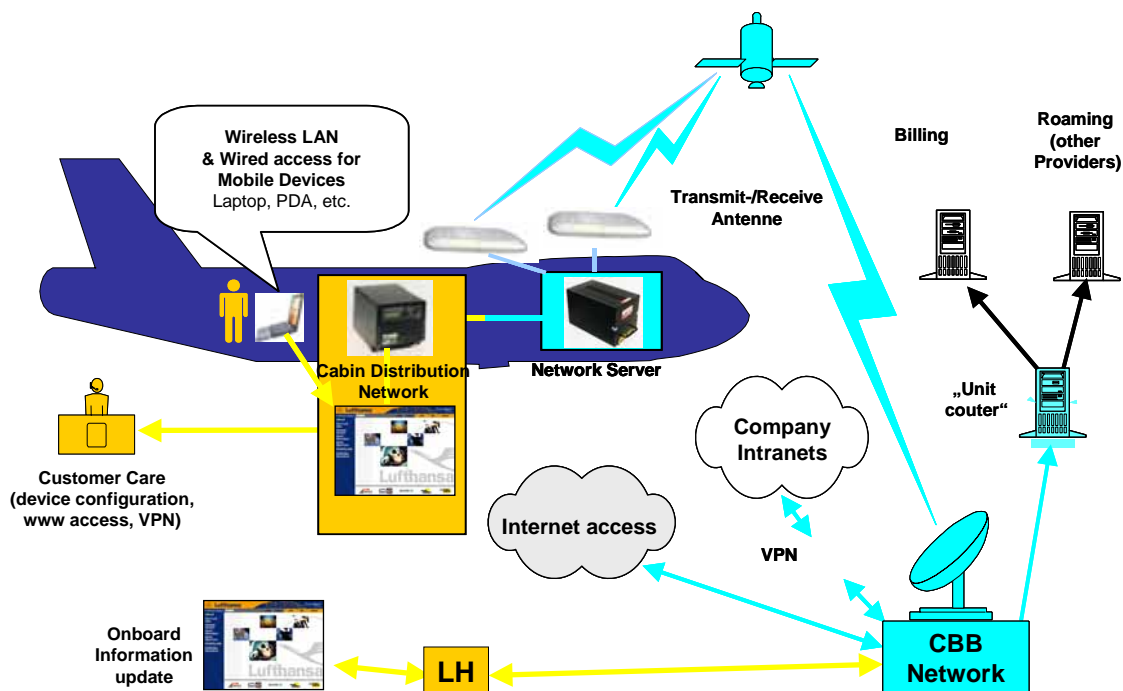 Wireless LAN
& Wired access for
Mobile Devices
Laptop, PDA, etc.
Billing
Roaming
(other
Providers)
Transmit-/Receive
Antenne
Cabin Distribution
Network
Network Server
„Unit
couter“
Lufthansa
Company
Intranets
Customer Care
(device configuration,
www access, VPN)
Internet access
VPN
Onboard
Information
update
Lufthansa
LH
CBB
Network